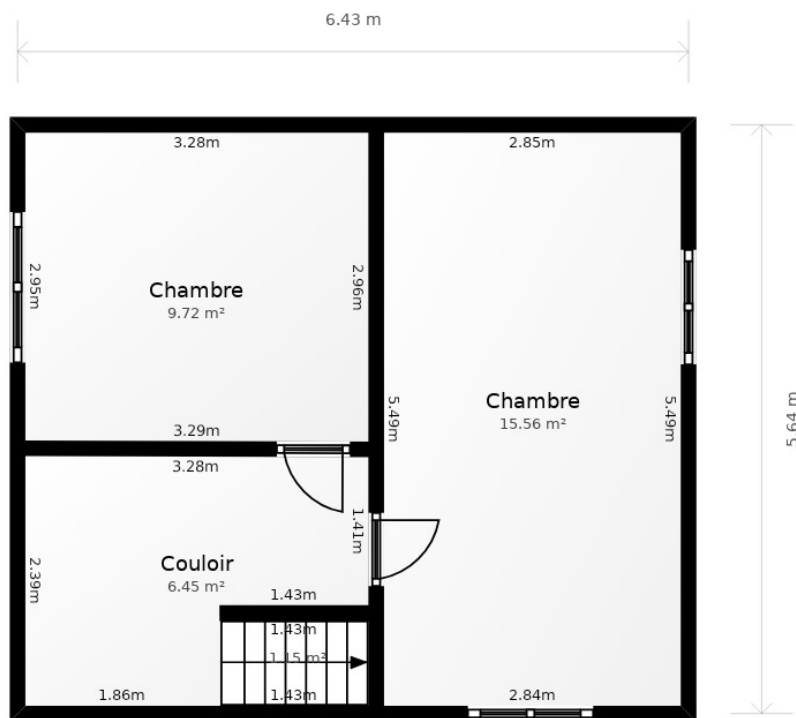 6.43 m
3.28m
2.85m
2.95m
2.96m
Chambre
9.72 m²
3.29m
5.49m
Chambre
15.56 m²
5.49m
5.64 m
3.28m
1.41m
2.39m
Couloir
6.45 m²
1.43m
1.43m
1.15 m²
1.86m
1.43m
2.84m